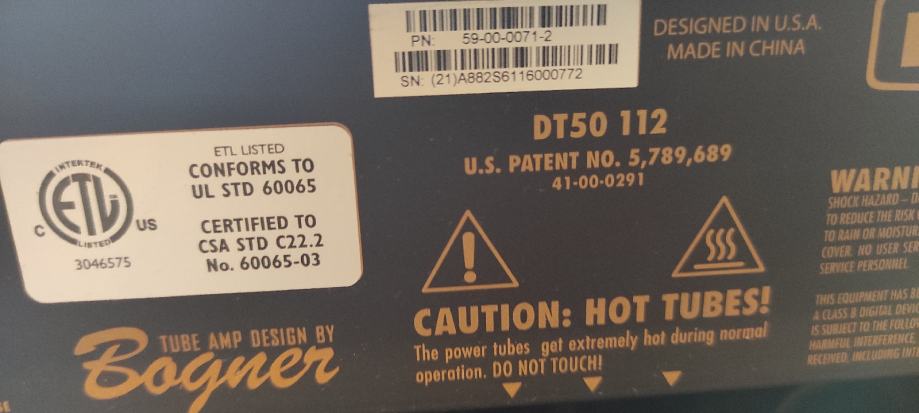 PN: 59-00-0071-2
SN: (21)A882S6116000772
DESIGNED IN U.S.A.
MADE IN CHINA
DT50 112
U.S. PATENT NO. 5,789,689
41-00-0291
ETL LISTED
CONFORMS TO
UL STD 60065
CERTIFIED TO
CSA STD C22.2
No. 60065-03
INTERTEK
ETL
LISTED
C US
3046575
CAUTION: HOT TUBES!
The power tubes get extremely hot during normal
operation. DO NOT TOUCH!
TUBE AMP DESIGN BY
Bogner
SHOCK HAZARD –
TO REDUCE THE RISK
TO RAIN OR MOISTUR
COVER. NO USER SE
SERVICE PERSONNEL
THIS EQUIPMENT HAS B
A CLASS B DIGITAL DEV
IS SUBJECT TO THE FOLLO
HARMFUL INTERFERENCE,
RECEIVED, INCLUDING INT